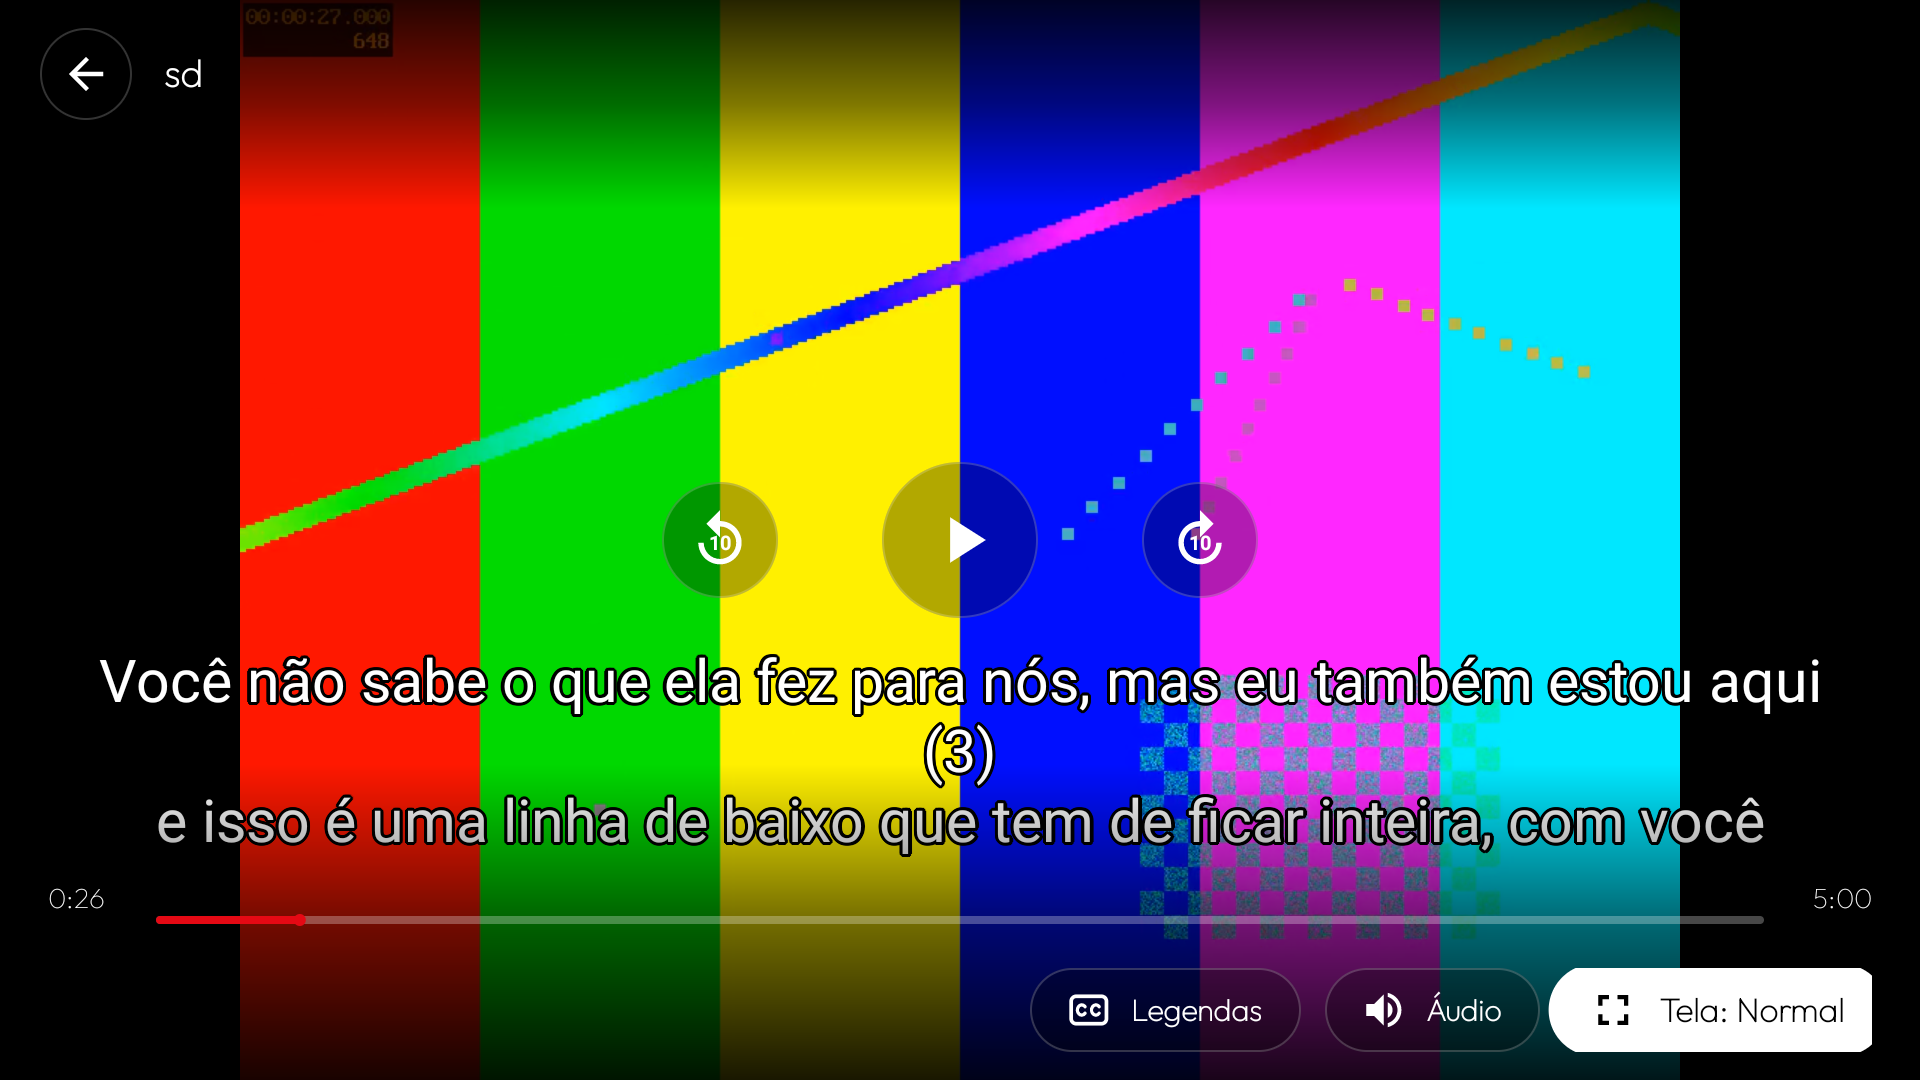 00:00:27.000
648
sd
10
10
Você não sabe o que ela fez para nós, mas eu também estou aqui
(3)
e isso é uma linha de baixo que tem de ficar inteira, com você
0:26
5:00
CC Legendas
Áudio
Tela: Normal